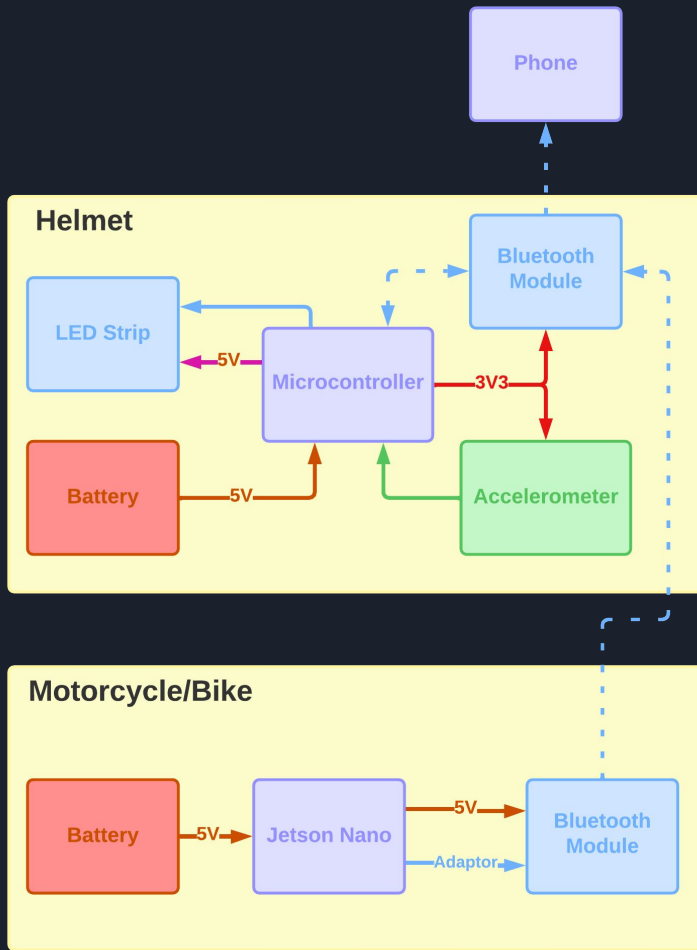 Phone
Helmet
Bluetooth
Module
LED Strip
5V
Microcontroller
3V3
Battery
5V
Accelerometer
Motorcycle/Bike
Battery
5V
Jetson Nano
5V
Adaptor
Bluetooth
Module